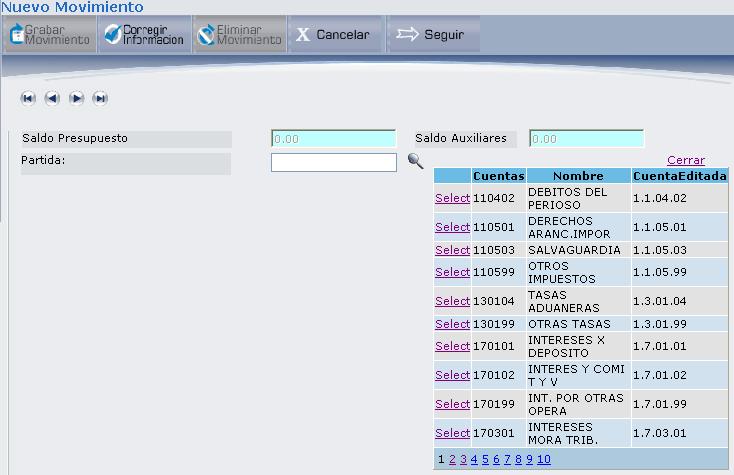 Nuevo Movimiento
Grabar Movimiento Corregir Informacion Eliminar Movimiento X Cancelar Seguir
Saldo Presupuesto 0.00 Saldo Auxiliares 0.00
Partida:
Cerrar
Cuentas Nombre CuentaEditada
Select 110402 DEBITOS DEL PERIOSO 1.1.04.02
Select 110501 DERECHOS ARANC.IMPOR 1.1.05.01
Select 110503 SALVAGUARDIA 1.1.05.03
Select 110599 OTROS IMPUESTOS 1.1.05.99
Select 130104 TASAS ADUANERAS 1.3.01.04
Select 130199 OTRAS TASAS 1.3.01.99
Select 170101 INTERESES X DEPOSITO 1.7.01.01
Select 170102 INTERES Y COMI T Y V 1.7.01.02
Select 170199 INT. POR OTRAS OPERA 1.7.01.99
Select 170301 INTERESES MORA TRIB. 1.7.03.01
1 2 3 4 5 6 7 8 9 10